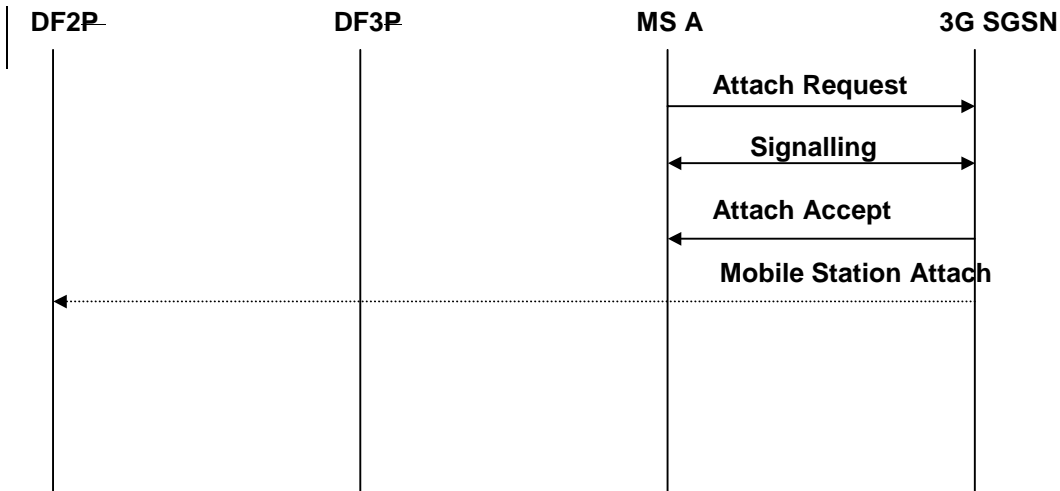 DF2P DF3P MS A 3G SGSN
Attach Request
Signalling
Attach Accept
Mobile Station Attach